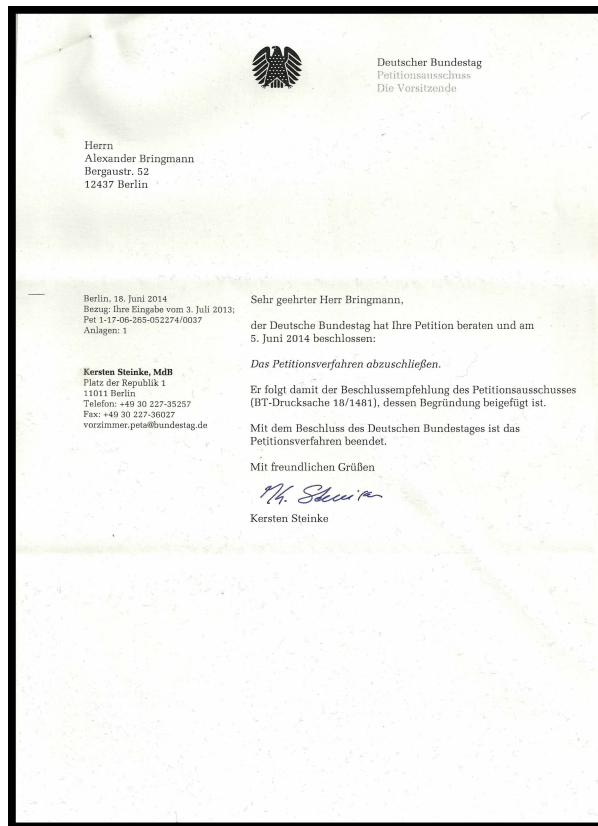 Deutscher Bundestag
Petitionsausschuss
Die Vorsitzende
Herrn
Alexander Bringmann
Bergaustr. 52
12437 Berlin
Berlin, 18. Juni 2014
Bezug: Ihre Eingabe vom 3. Juli 2013;
Pet 1-17-06-265-052274/0037
Anlagen: 1
Kersten Steinke, MdB
Platz der Republik 1
11011 Berlin
Telefon: +49 30 227-35257
Fax: +49 30 227-36027
vorzimmer.peta@bundestag.de
Sehr geehrter Herr Bringmann,
der Deutsche Bundestag hat Ihre Petition beraten und am
5. Juni 2014 beschlossen:
Das Petitionsverfahren abzuschließen.
Er folgt damit der Beschlussempfehlung des Petitionsausschusses
(BT-Drucksache 18/1481), dessen Begründung beigefügt ist.
Mit dem Beschluss des Deutschen Bundestages ist das
Petitionsverfahren beendet.
Mit freundlichen Grüßen
K. Steinke
Kersten Steinke